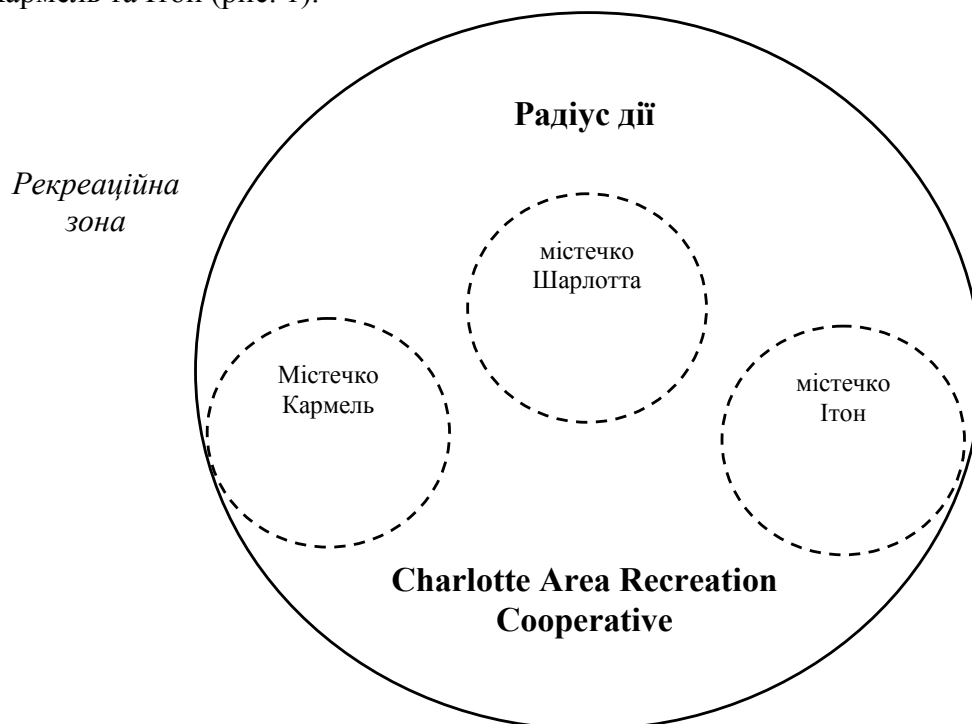 Кармель та Ітон (рис. 1).
Радіус дії
Рекреаційна
зона
містечко
Шарлотта
Містечко
Кармель
містечко
Ітон
Charlotte Area Recreation
Cooperative